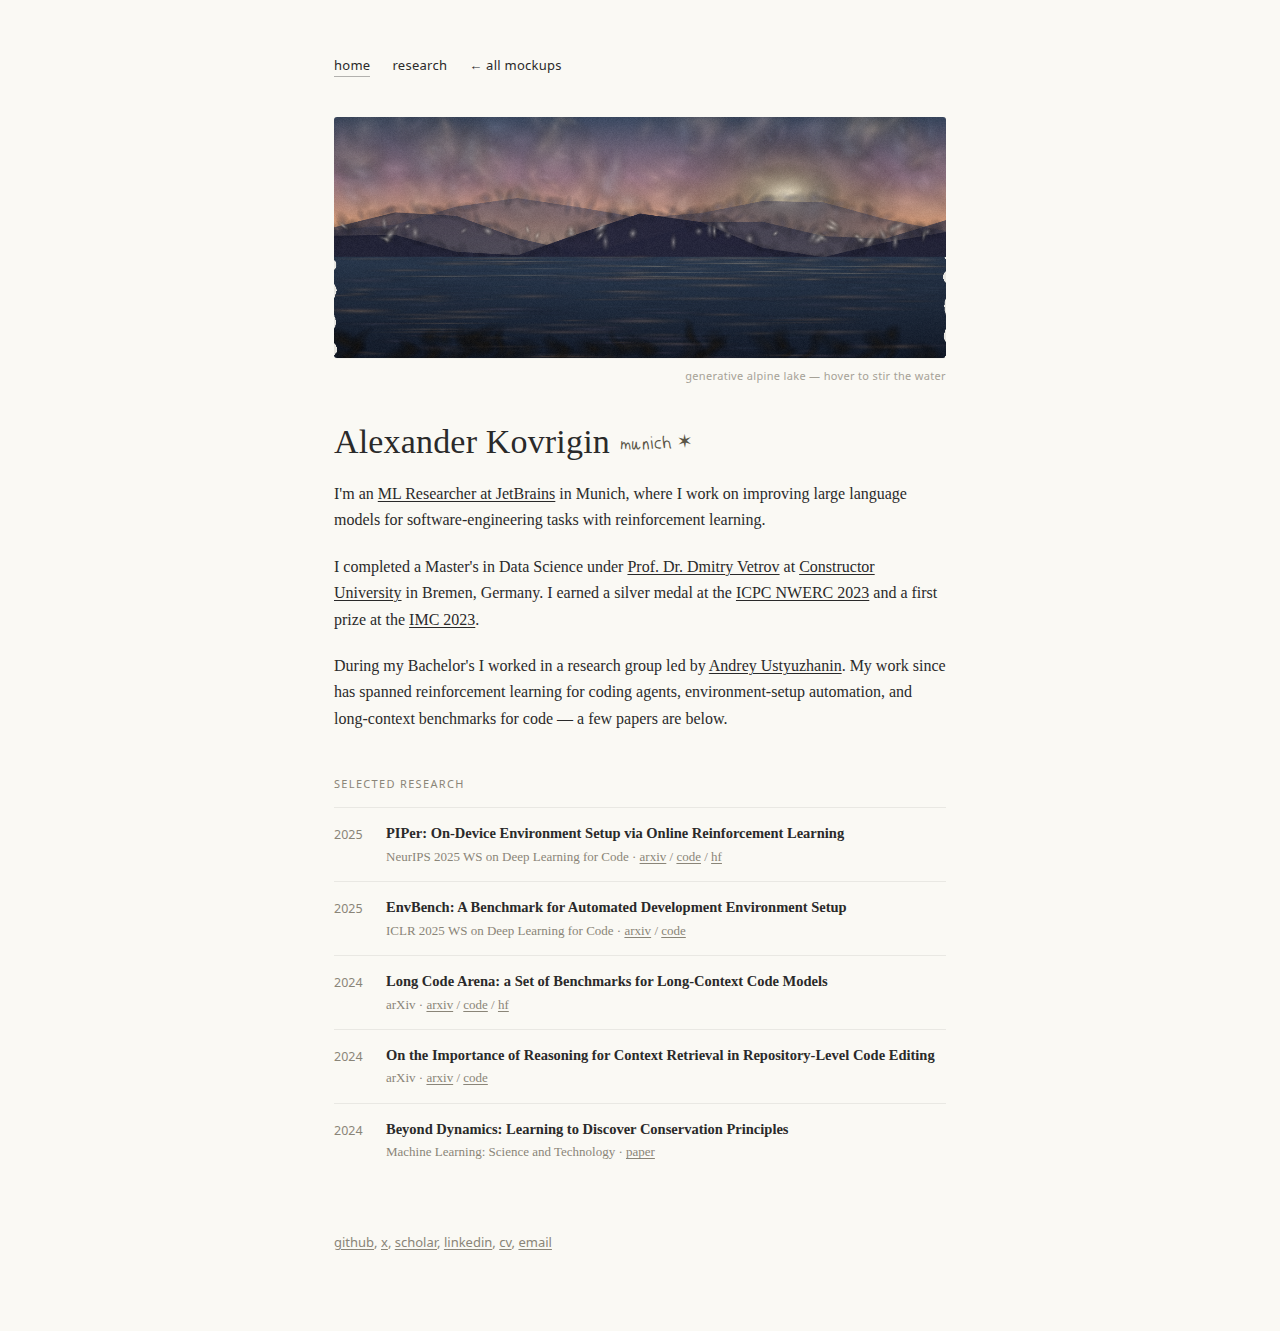 home research ← all mockups
generative alpine lake — hover to stir the water
Alexander Kovrigin munich ✶
I'm an ML Researcher at JetBrains in Munich, where I work on improving large language
models for software-engineering tasks with reinforcement learning.
I completed a Master's in Data Science under Prof. Dr. Dmitry Vetrov at Constructor
University in Bremen, Germany. I earned a silver medal at the ICPC NWERC 2023 and a first
prize at the IMC 2023.
During my Bachelor's I worked in a research group led by Andrey Ustyuzhanin. My work since
has spanned reinforcement learning for coding agents, environment-setup automation, and
long-context benchmarks for code — a few papers are below.
SELECTED RESEARCH
2025 PIPer: On-Device Environment Setup via Online Reinforcement Learning
NeurIPS 2025 WS on Deep Learning for Code · arxiv / code / hf
2025 EnvBench: A Benchmark for Automated Development Environment Setup
ICLR 2025 WS on Deep Learning for Code · arxiv / code
2024 Long Code Arena: a Set of Benchmarks for Long-Context Code Models
arXiv · arxiv / code / hf
2024 On the Importance of Reasoning for Context Retrieval in Repository-Level Code Editing
arXiv · arxiv / code
2024 Beyond Dynamics: Learning to Discover Conservation Principles
Machine Learning: Science and Technology · paper
github, x, scholar, linkedin, cv, email